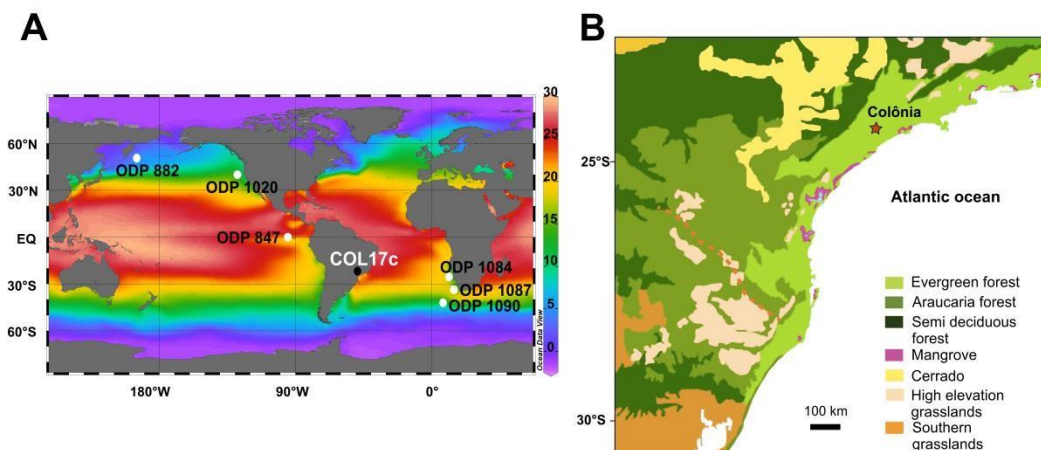 A
B
30
25
20
15
10
5
0
Ocean Data View
60°N
30°N
EQ
30°S
60°S
180°W
90°W
0°
ODP 882
ODP 1020
ODP 847
COL17c
ODP 1084
ODP 1087
ODP 1090
25°S
30°S
Colônia
Atlantic ocean
100 km
Evergreen forest
Araucaria forest
Semi deciduous
forest
Mangrove
Cerrado
High elevation
grasslands
Southern
grasslands